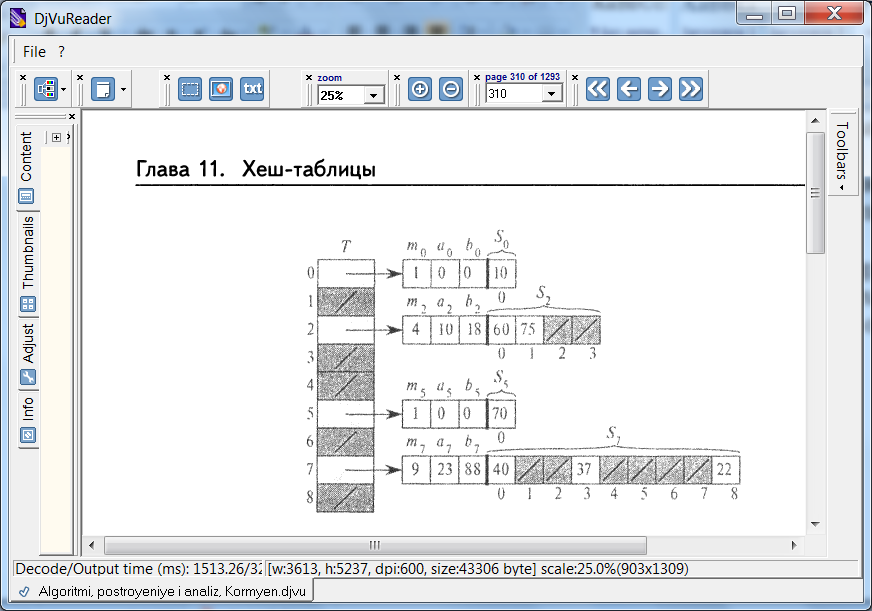 DjVuReader
File ?
zoom
25%
txt
page 310 of 1293
310
Content
Thumbnails
Adjust
Info
Toolbars
Глава 11. Хеш-таблицы
T
m0 a0 b0 S0
0 1 0 0 10
0
1
m2 a2 b2 S2
2 4 10 18 60 75
0 1 2 3
3
4
m5 a5 b5 S5
5 1 0 0 70
0
6
m7 a7 b7 S7
7 9 23 88 40 37 22
0 1 2 3 4 5 6 7 8
8
Decode/Output time (ms): 1513.26/32 [w:3613, h:5237, dpi:600, size:43306 byte] scale:25.0%(903x1309)
Algoritmi, postroyeniye i analiz, Kormyen.djvu